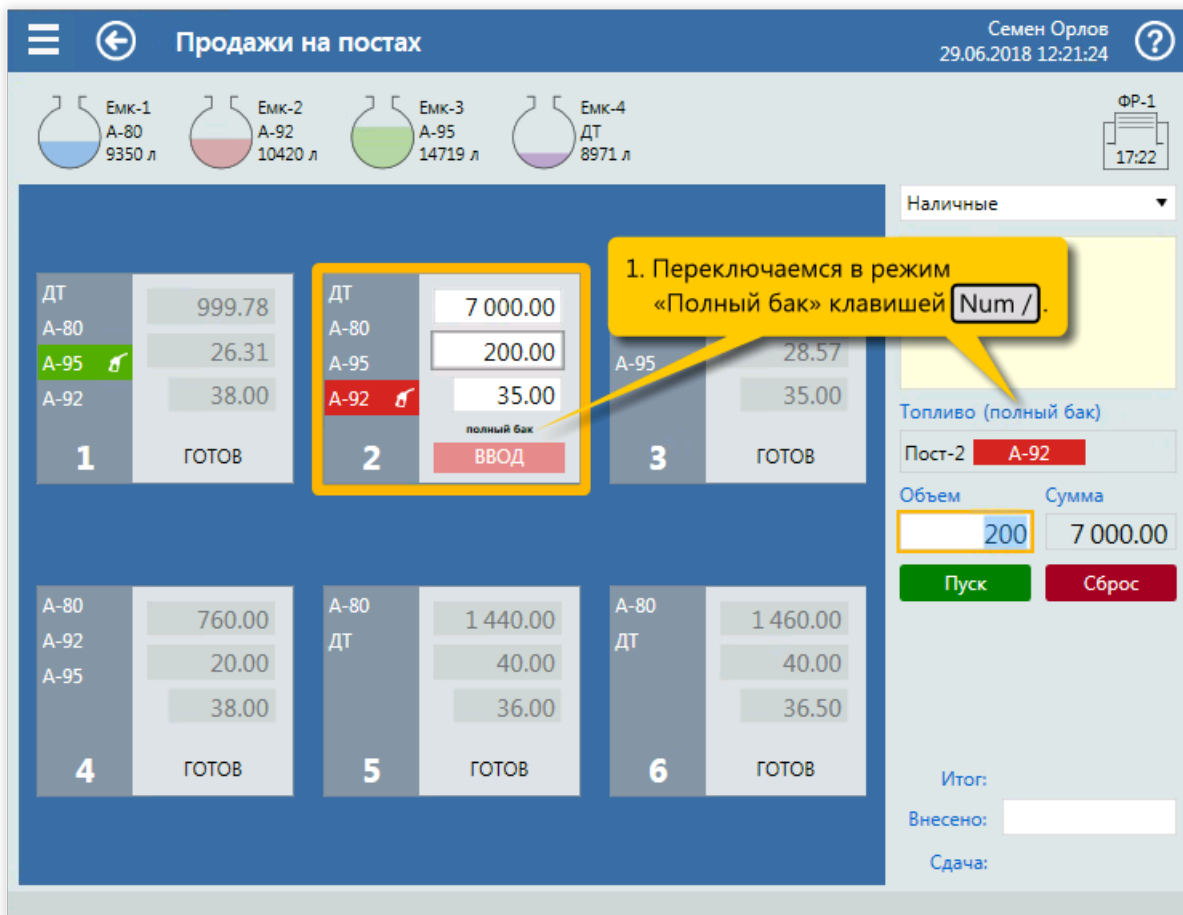 Продажи на постах
Семен Орлов
29.06.2018 12:21:24
?
Емк-1
А-80
9350 л
Емк-2
А-92
10420 л
Емк-3
А-95
14719 л
Емк-4
ДТ
8971 л
ФР-1
17:22
Наличные
1. Переключаемся в режим
«Полный бак» клавишей Num /.
ДТ
А-80
А-95
А-92
1
999.78
26.31
38.00
ГОТОВ
ДТ
А-80
А-95
А-92
2
7 000.00
200.00
35.00
полный бак
ВВОД
А-95
3
28.57
35.00
ГОТОВ
Топливо (полный бак)
Пост-2 А-92
Объем Сумма
200 7 000.00
Пуск Сброс
А-80
А-92
А-95
4
760.00
20.00
38.00
ГОТОВ
А-80
ДТ
5
1 440.00
40.00
36.00
ГОТОВ
А-80
ДТ
6
1 460.00
40.00
36.50
ГОТОВ
Итог:
Внесено:
Сдача: